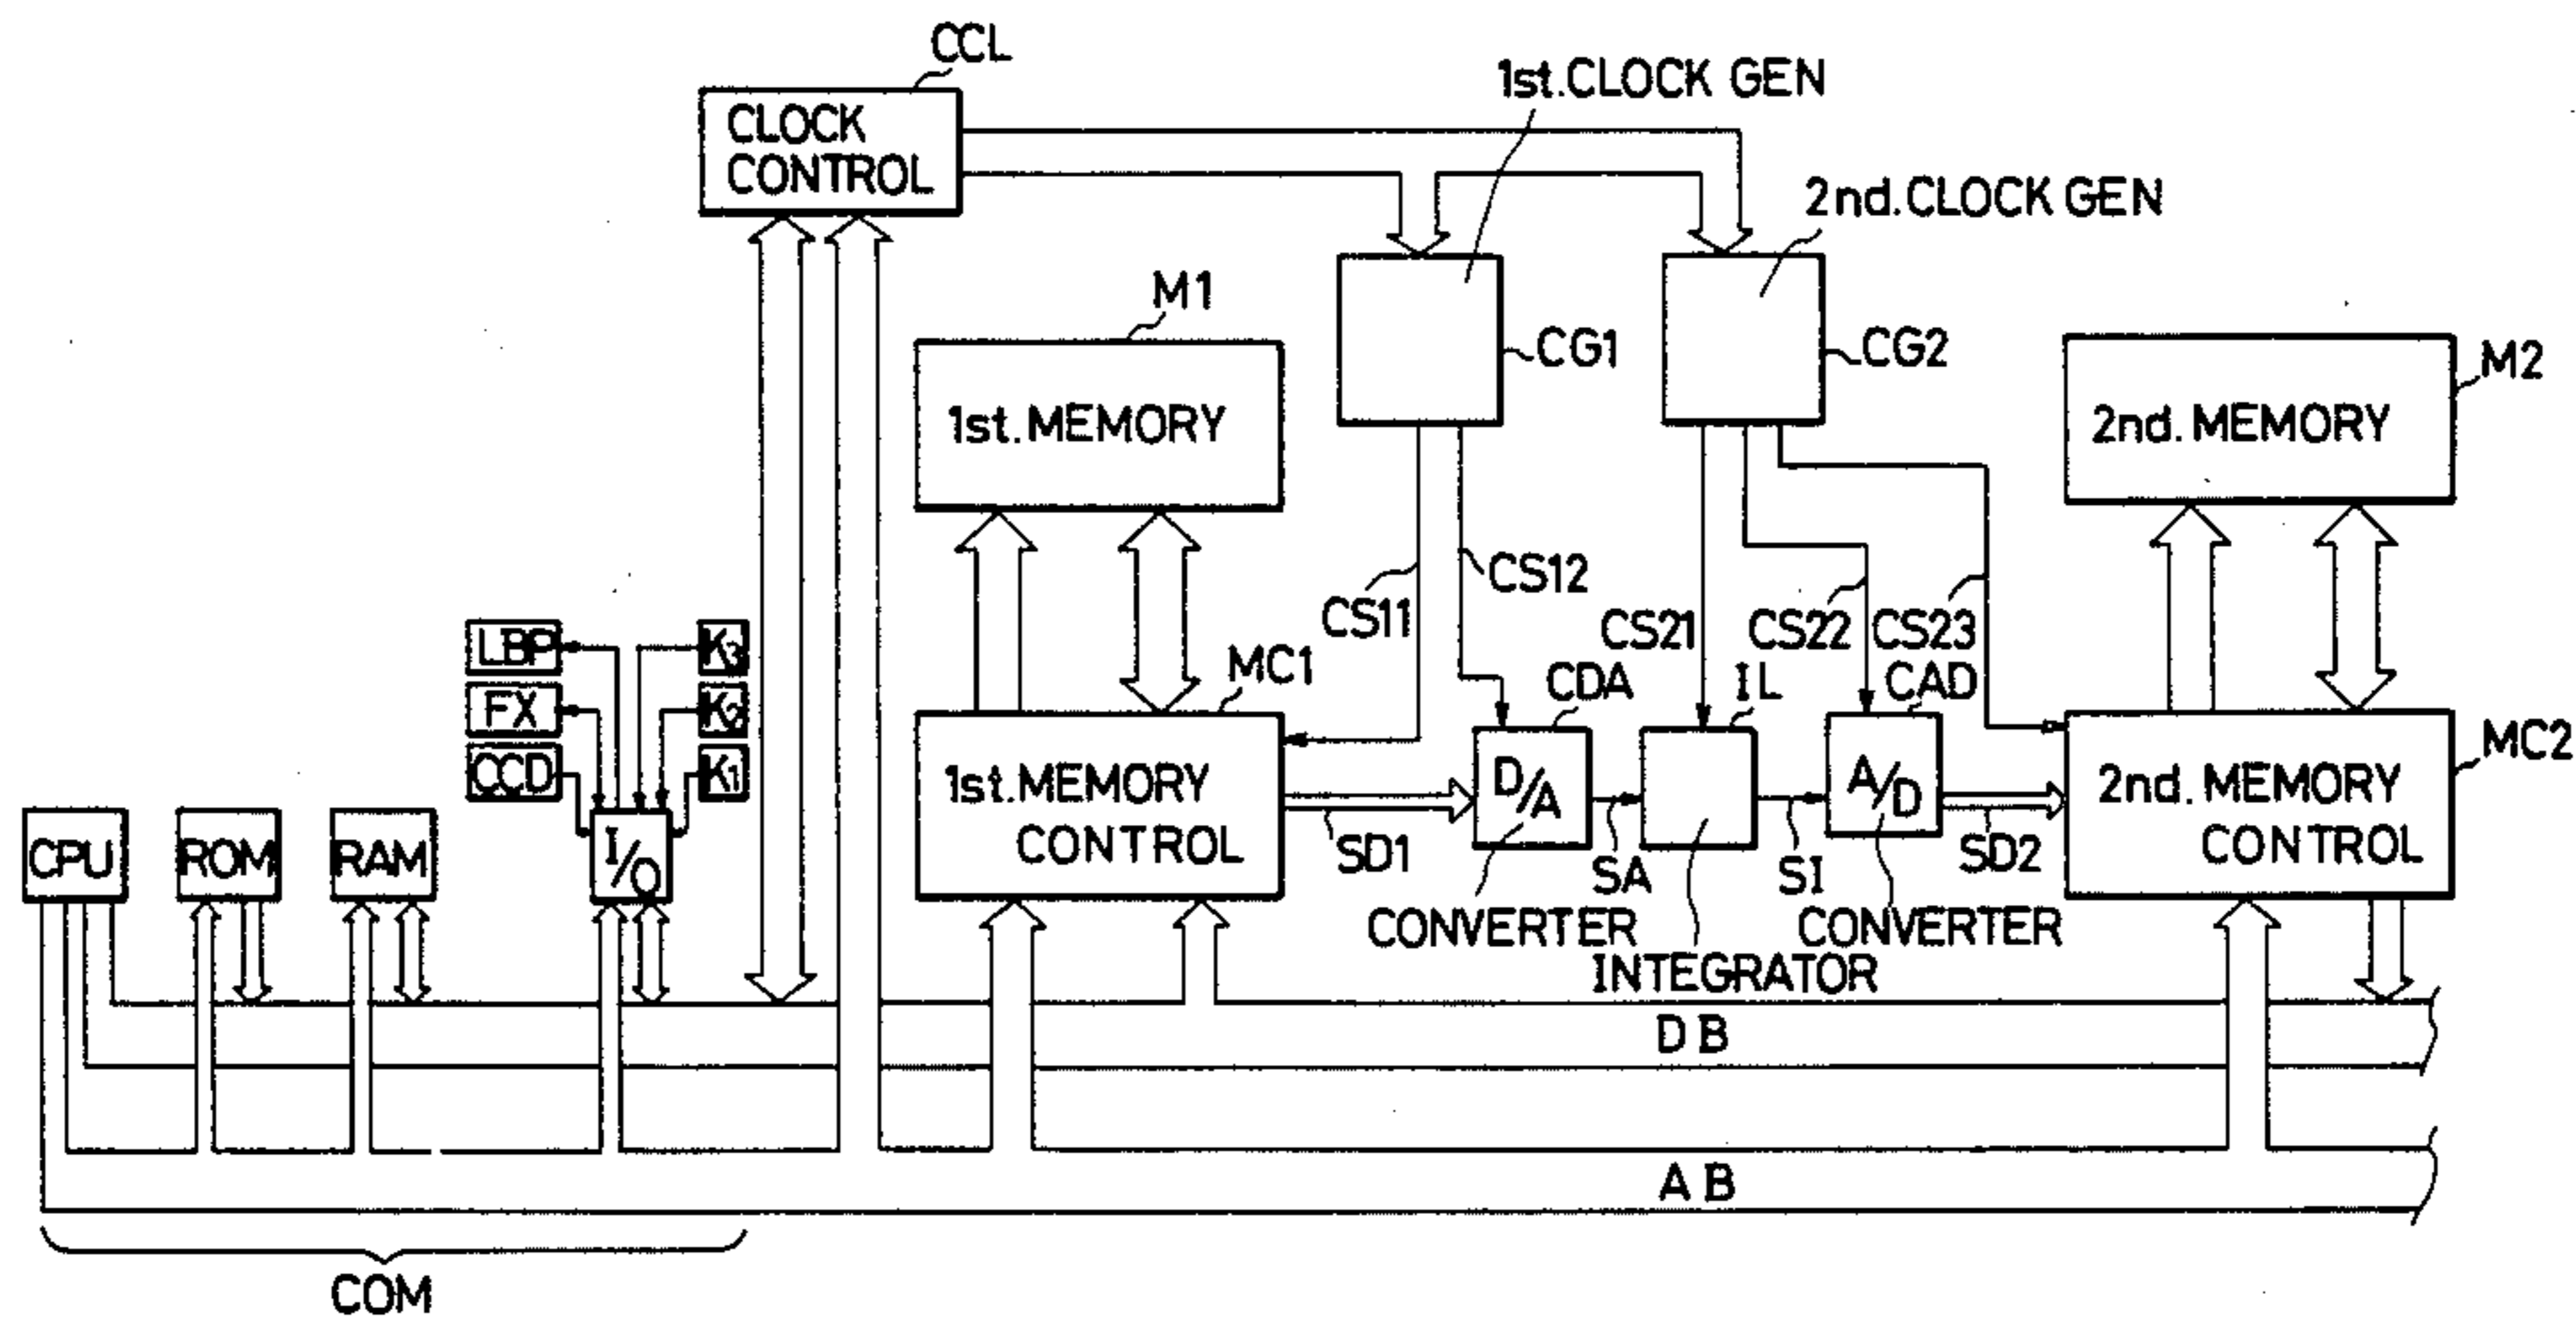 CCL
CLOCK
CONTROL
1st.CLOCK GEN
2nd.CLOCK GEN
M1
CG1
CG2
M2
1st.MEMORY
2nd.MEMORY
CS11
CS12
CS21
CS22
CS23
LBP
K3
FX
K2
CCD
K1
MC1
CDA
IL
CAD
MC2
CPU
ROM
RAM
I/O
1st.MEMORY
CONTROL
D/A
A/D
2nd.MEMORY
CONTROL
SD1
SA
SI
SD2
CONVERTER
INTEGRATOR
CONVERTER
DB
AB
COM